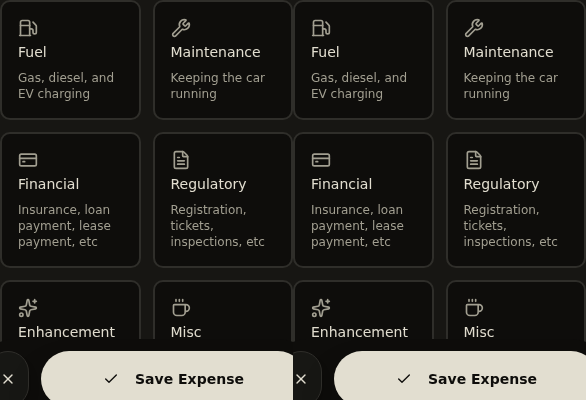 Fuel
Gas, diesel, and
EV charging
Maintenance
Keeping the car
running
Fuel
Gas, diesel, and
EV charging
Maintenance
Keeping the car
running
Financial
Insurance, loan
payment, lease
payment, etc
Regulatory
Registration,
tickets,
inspections, etc
Financial
Insurance, loan
payment, lease
payment, etc
Regulatory
Registration,
tickets,
inspections, etc
Enhancement
Misc
Enhancement
Misc
Save Expense
Save Expense